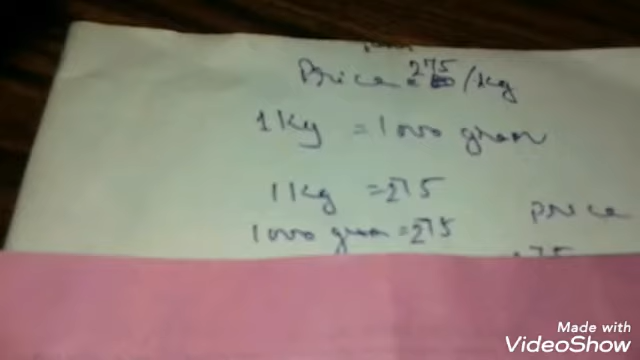 Price = 275 /kg
1 kg = 1000 gram
1 kg = 275
1000 gram = 275
price
Made with
VideoShow